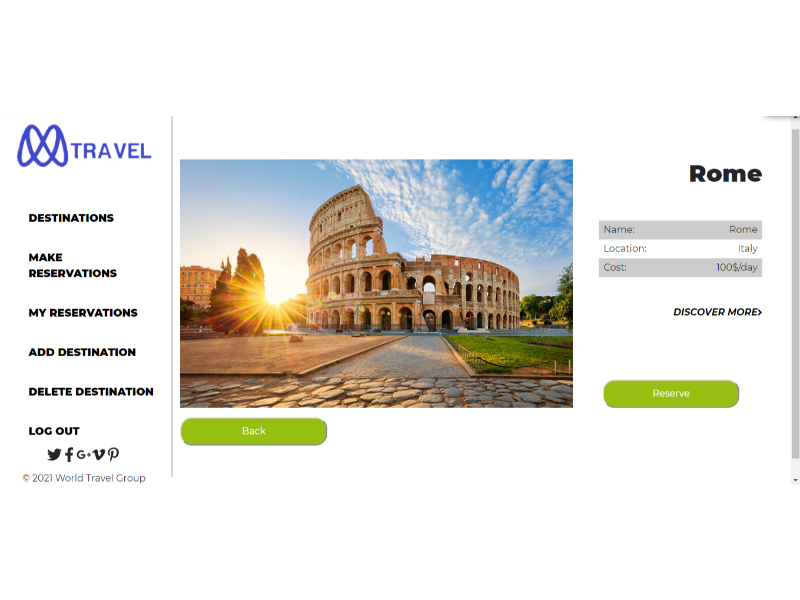 TRAVEL
DESTINATIONS
MAKE
RESERVATIONS
MY RESERVATIONS
ADD DESTINATION
DELETE DESTINATION
LOG OUT
© 2021 World Travel Group
Back
Rome
Name: Rome
Location: Italy
Cost: 100$/day
DISCOVER MORE>
Reserve